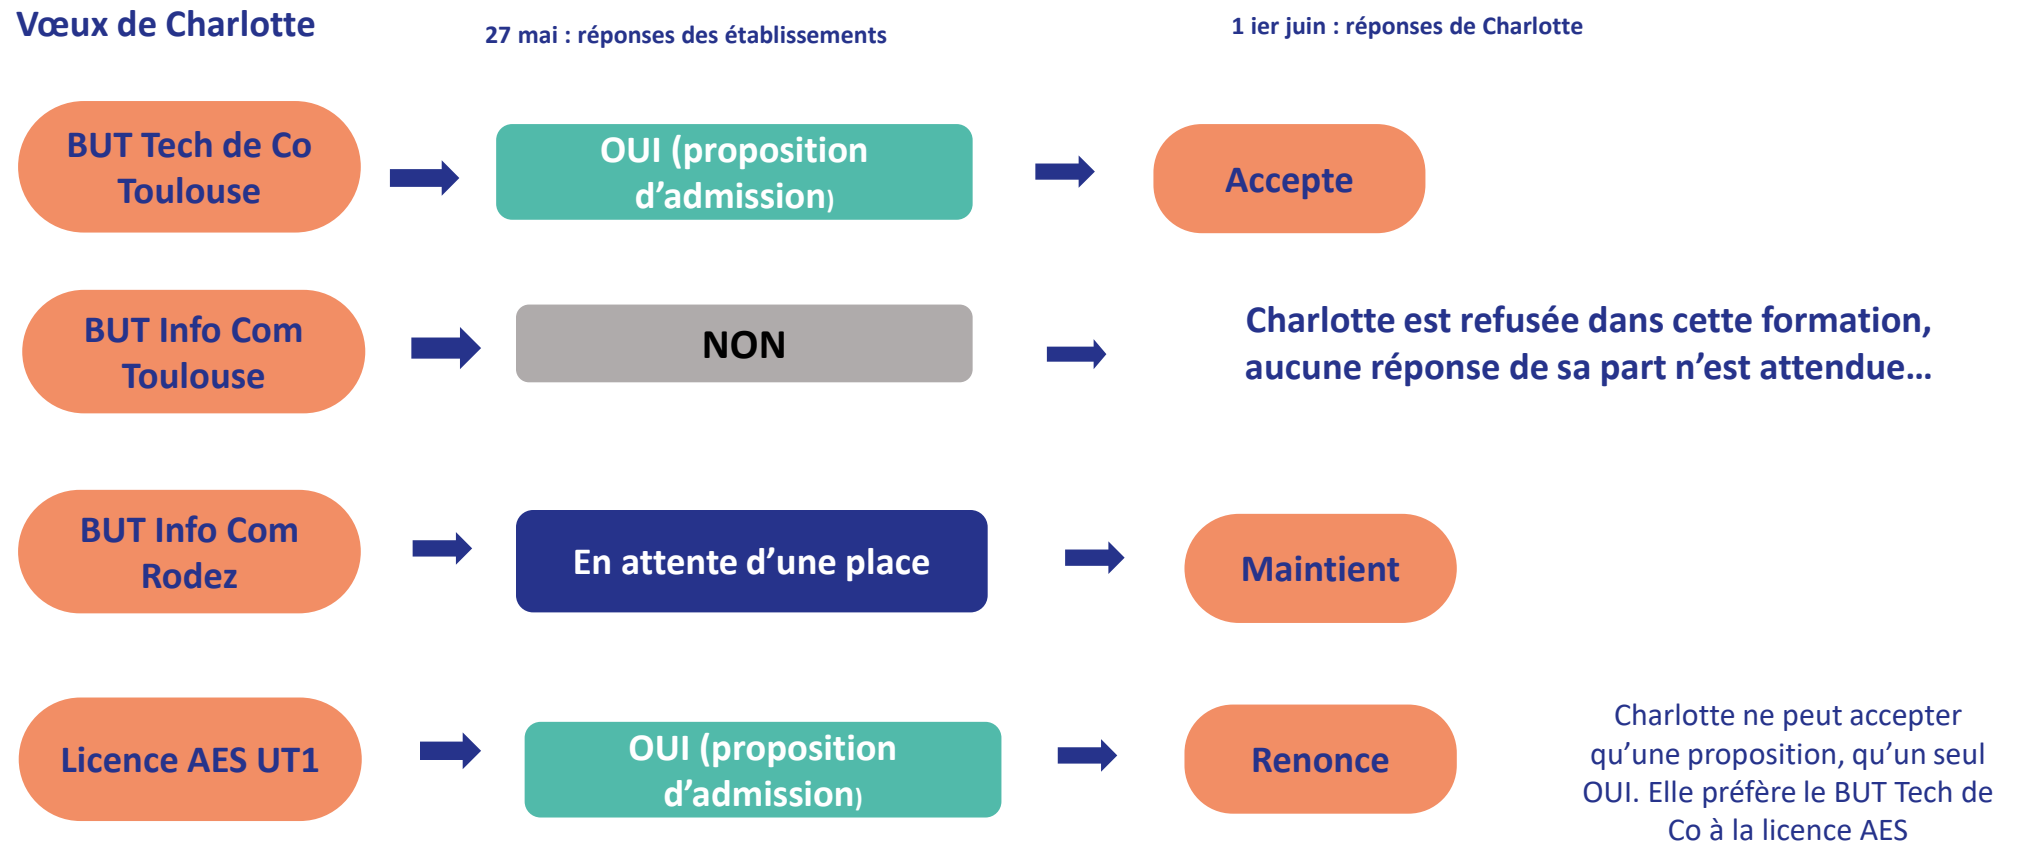 Vœux de Charlotte
27 mai : réponses des établissements
1 ier juin : réponses de Charlotte
BUT Tech de Co
Toulouse
OUI (proposition
d’admission)
Accepte
BUT Info Com
Toulouse
NON
Charlotte est refusée dans cette formation,
aucune réponse de sa part n’est attendue…
BUT Info Com
Rodez
En attente d’une place
Maintient
Licence AES UT1
OUI (proposition
d’admission)
Renonce
Charlotte ne peut accepter
qu’une proposition, qu’un seul
OUI. Elle préfère le BUT Tech de
Co à la licence AES